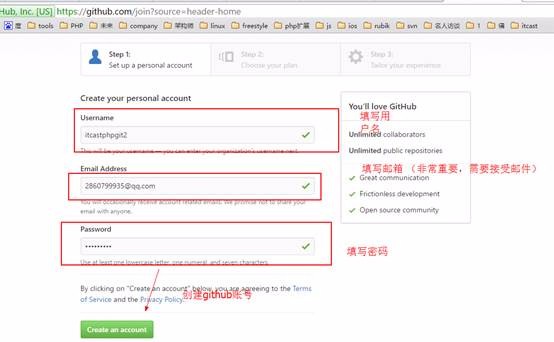 Hub, Inc. [US] https://github.com/join?source=header-home
百度 tools PHP 未来 company 架构师 linux freestyle php扩展 js ios rubik svn 名人访谈 1 俑 itcast
Step 1:
Set up a personal account
Step 2:
Choose your plan
Step 3:
Tailor your experience
Create your personal account
Username
itcastphpgit2
This will be your username — you can enter your organization's username next.
填写用
户名
Email Address
2860799935@qq.com
You will occasionally receive account related emails. We promise not to share your
email with anyone.
填写邮箱 （非常重要，需要接受邮件）
Password
•••••••••
Use at least one lowercase letter, one numeral, and seven characters.
填写密码
By clicking on "Create an account" below, you are agreeing to the Terms
of Service and the Privacy Policy.
创建github账号
Create an account
You'll love GitHub
Unlimited collaborators
Unlimited public repositories
Great communication
Frictionless development
Open source community